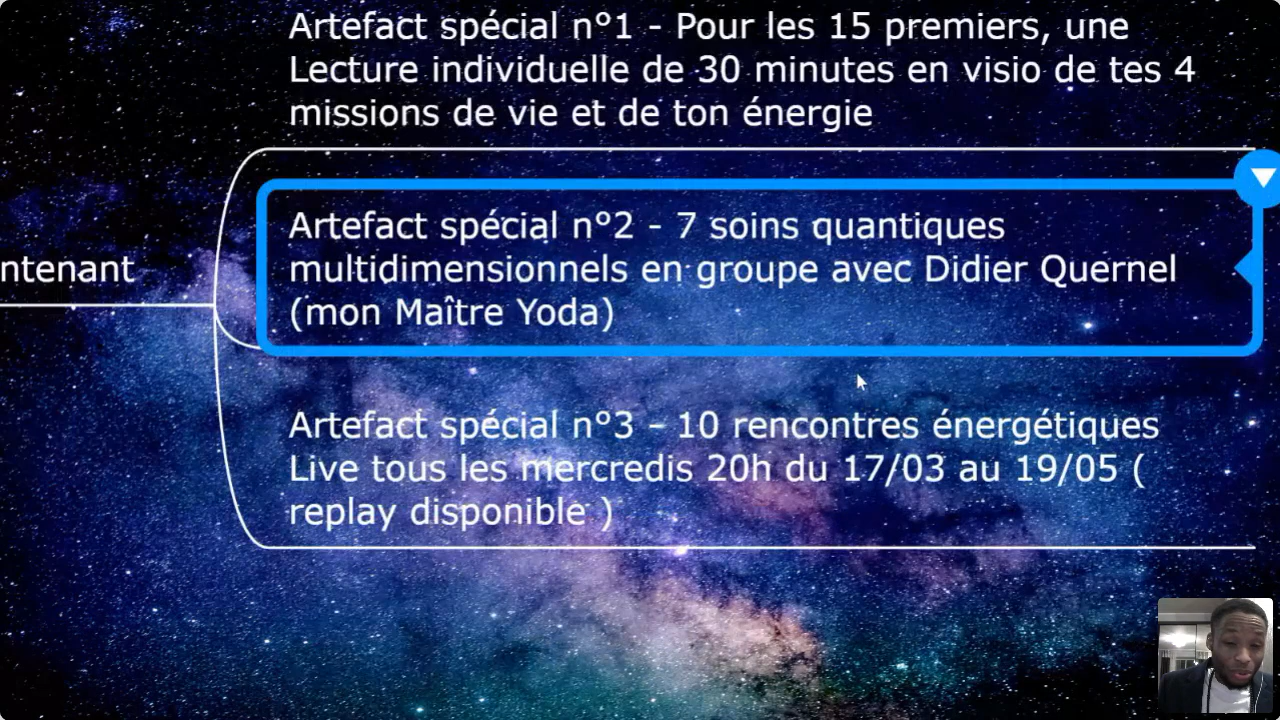 Artefact spécial n°1 - Pour les 15 premiers, une
Lecture individuelle de 30 minutes en visio de tes 4
missions de vie et de ton énergie
Artefact spécial n°2 - 7 soins quantiques
ntenant
multidimensionnels en groupe avec Didier Quernel
(mon Maître Yoda)
Artefact spécial n°3 – 10 rencontres énergétiques
Live tous les mercredis 20h du 17/03 au 19/05 (
replay disponible )